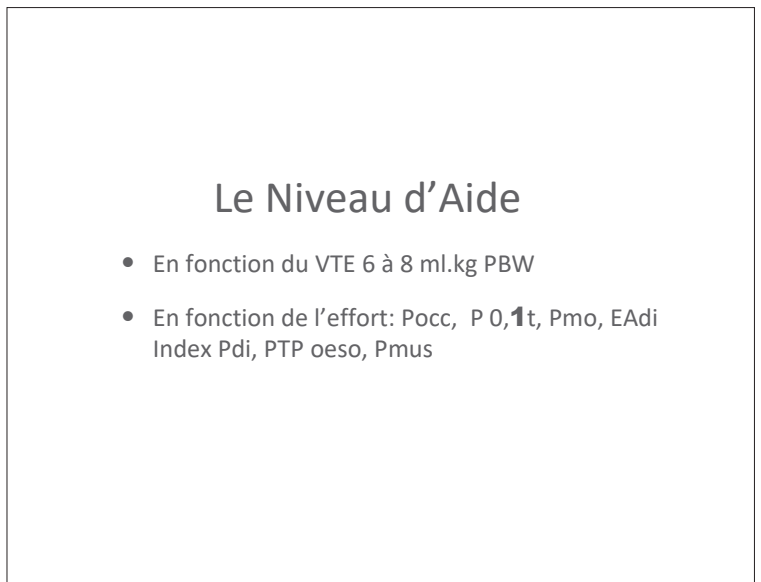 Le Niveau d’Aide
• En fonction du VTE 6 à 8 ml.kg PBW
• En fonction de l’effort: Pocc, P 0,1t, Pmo, EAdi
Index Pdi, PTP oeso, Pmus